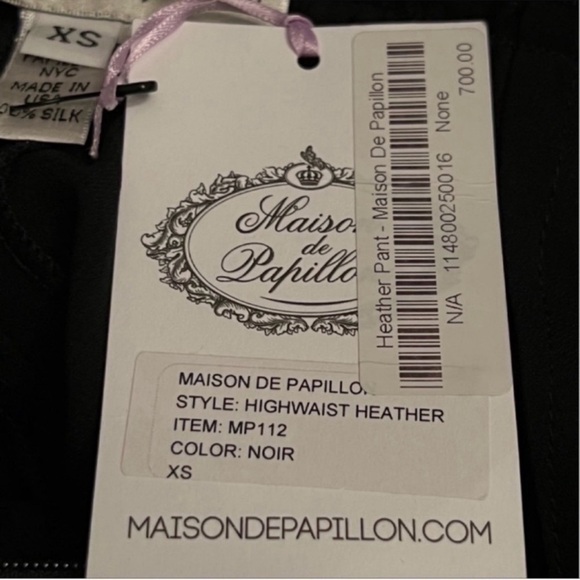 XS
NYC
MADE IN
USA
SILK
Maison
de
Papillo
Heather Pant - Maison De Papillon
N/A 114800250016 None 700.00
MAISON DE PAPILLON
STYLE: HIGHWAIST HEATHER
ITEM: MP112
COLOR: NOIR
XS
MAISONDEPAPILLON.COM